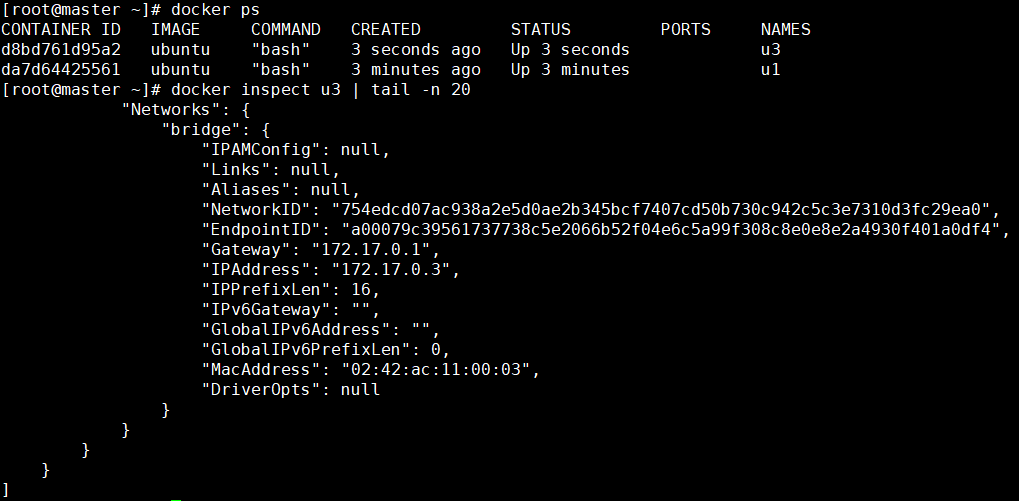 [root@master ~]# docker ps
CONTAINER ID   IMAGE     COMMAND   CREATED         STATUS         PORTS     NAMES
d8bd761d95a2   ubuntu    "bash"    3 seconds ago   Up 3 seconds             u3
da7d64425561   ubuntu    "bash"    3 minutes ago   Up 3 minutes             u1
[root@master ~]# docker inspect u3 | tail -n 20
            "Networks": {
                "bridge": {
                    "IPAMConfig": null,
                    "Links": null,
                    "Aliases": null,
                    "NetworkID": "754edcd07ac938a2e5d0ae2b345bcf7407cd50b730c942c5c3e7310d3fc29ea0",
                    "EndpointID": "a00079c39561737738c5e2066b52f04e6c5a99f308c8e0e8e2a4930f401a0df4",
                    "Gateway": "172.17.0.1",
                    "IPAddress": "172.17.0.3",
                    "IPPrefixLen": 16,
                    "IPv6Gateway": "",
                    "GlobalIPv6Address": "",
                    "GlobalIPv6PrefixLen": 0,
                    "MacAddress": "02:42:ac:11:00:03",
                    "DriverOpts": null
                }
            }
        }
    }
]